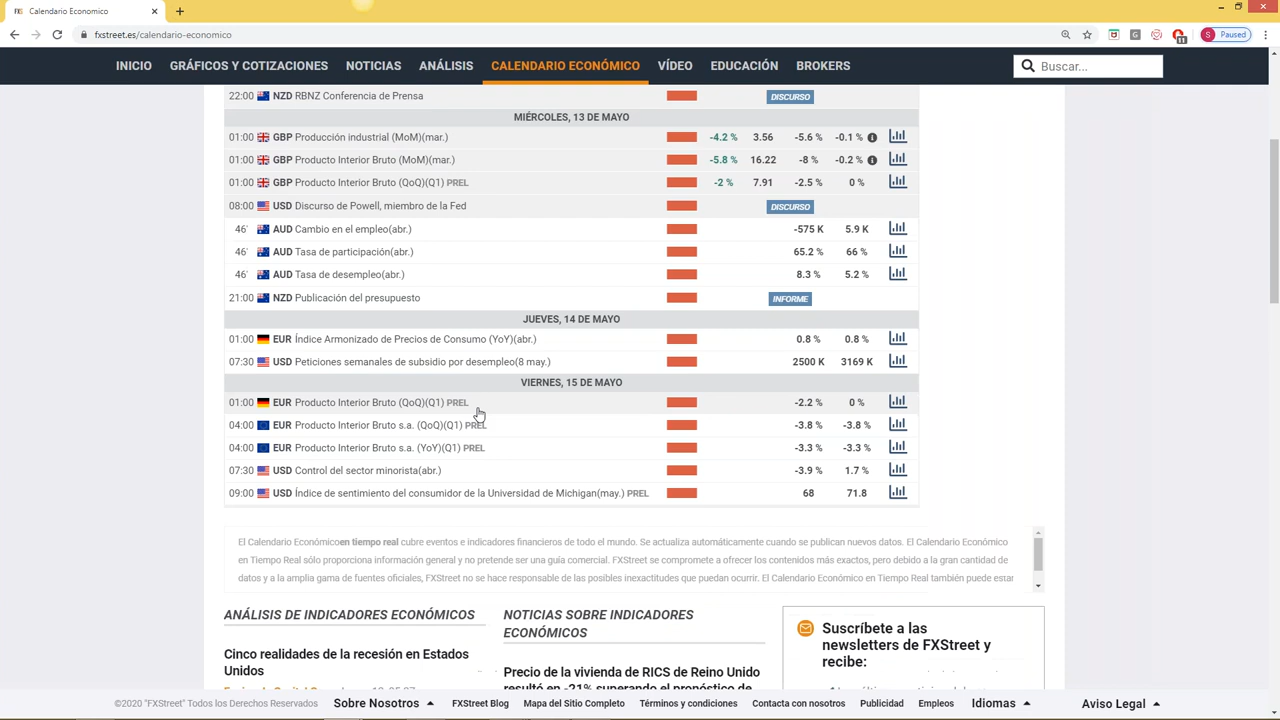 Calendario Economico
fxstreet.es/calendario-economico
Paused
INICIO GRÁFICOS Y COTIZACIONES NOTICIAS ANÁLISIS CALENDARIO ECONÓMICO VÍDEO EDUCACIÓN BROKERS Buscar...
22:00 NZD RBNZ Conferencia de Prensa DISCURSO
MIÉRCOLES, 13 DE MAYO
01:00 GBP Producción industrial (MoM)(mar.) -4.2 % 3.56 -5.6 % -0.1 %
01:00 GBP Producto Interior Bruto (MoM)(mar.) -5.8 % 16.22 -8 % -0.2 %
01:00 GBP Producto Interior Bruto (QoQ)(Q1) PREL -2 % 7.91 -2.5 % 0 %
08:00 USD Discurso de Powell, miembro de la Fed DISCURSO
46' AUD Cambio en el empleo(abr.) -575 K 5.9 K
46' AUD Tasa de participación(abr.) 65.2 % 66 %
46' AUD Tasa de desempleo(abr.) 8.3 % 5.2 %
21:00 NZD Publicación del presupuesto INFORME
JUEVES, 14 DE MAYO
01:00 EUR Índice Armonizado de Precios de Consumo (YoY)(abr.) 0.8 % 0.8 %
07:30 USD Peticiones semanales de subsidio por desempleo(8 may.) 2500 K 3169 K
VIERNES, 15 DE MAYO
01:00 EUR Producto Interior Bruto (QoQ)(Q1) PREL -2.2 % 0 %
04:00 EUR Producto Interior Bruto s.a. (QoQ)(Q1) PREL -3.8 % -3.8 %
04:00 EUR Producto Interior Bruto s.a. (YoY)(Q1) PREL -3.3 % -3.3 %
07:30 USD Control del sector minorista(abr.) -3.9 % 1.7 %
09:00 USD Índice de sentimiento del consumidor de la Universidad de Michigan(may.) PREL 68 71.8
El Calendario Económicoen tiempo real cubre eventos e indicadores financieros de todo el mundo. Se actualiza automáticamente cuando se publican nuevos datos. El Calendario Económico
en Tiempo Real sólo proporciona información general y no pretende ser una guía comercial. FXStreet se compromete a ofrecer los contenidos más exactos, pero debido a la gran cantidad de
datos y a la amplia gama de fuentes oficiales, FXStreet no se hace responsable de las posibles inexactitudes que puedan ocurrir. El Calendario Económico en Tiempo Real también puede estar
ANÁLISIS DE INDICADORES ECONÓMICOS
Cinco realidades de la recesión en Estados
Unidos
NOTICIAS SOBRE INDICADORES
ECONÓMICOS
Precio de la vivienda de RICS de Reino Unido
resultó en -21% superando el pronóstico de
Suscríbete a las
newsletters de FXStreet y
recibe:
©2020 "FXStreet" Todos los Derechos Reservados Sobre Nosotros FXStreet Blog Mapa del Sitio Completo Términos y condiciones Contacta con nosotros Publicidad Empleos Idiomas Aviso Legal